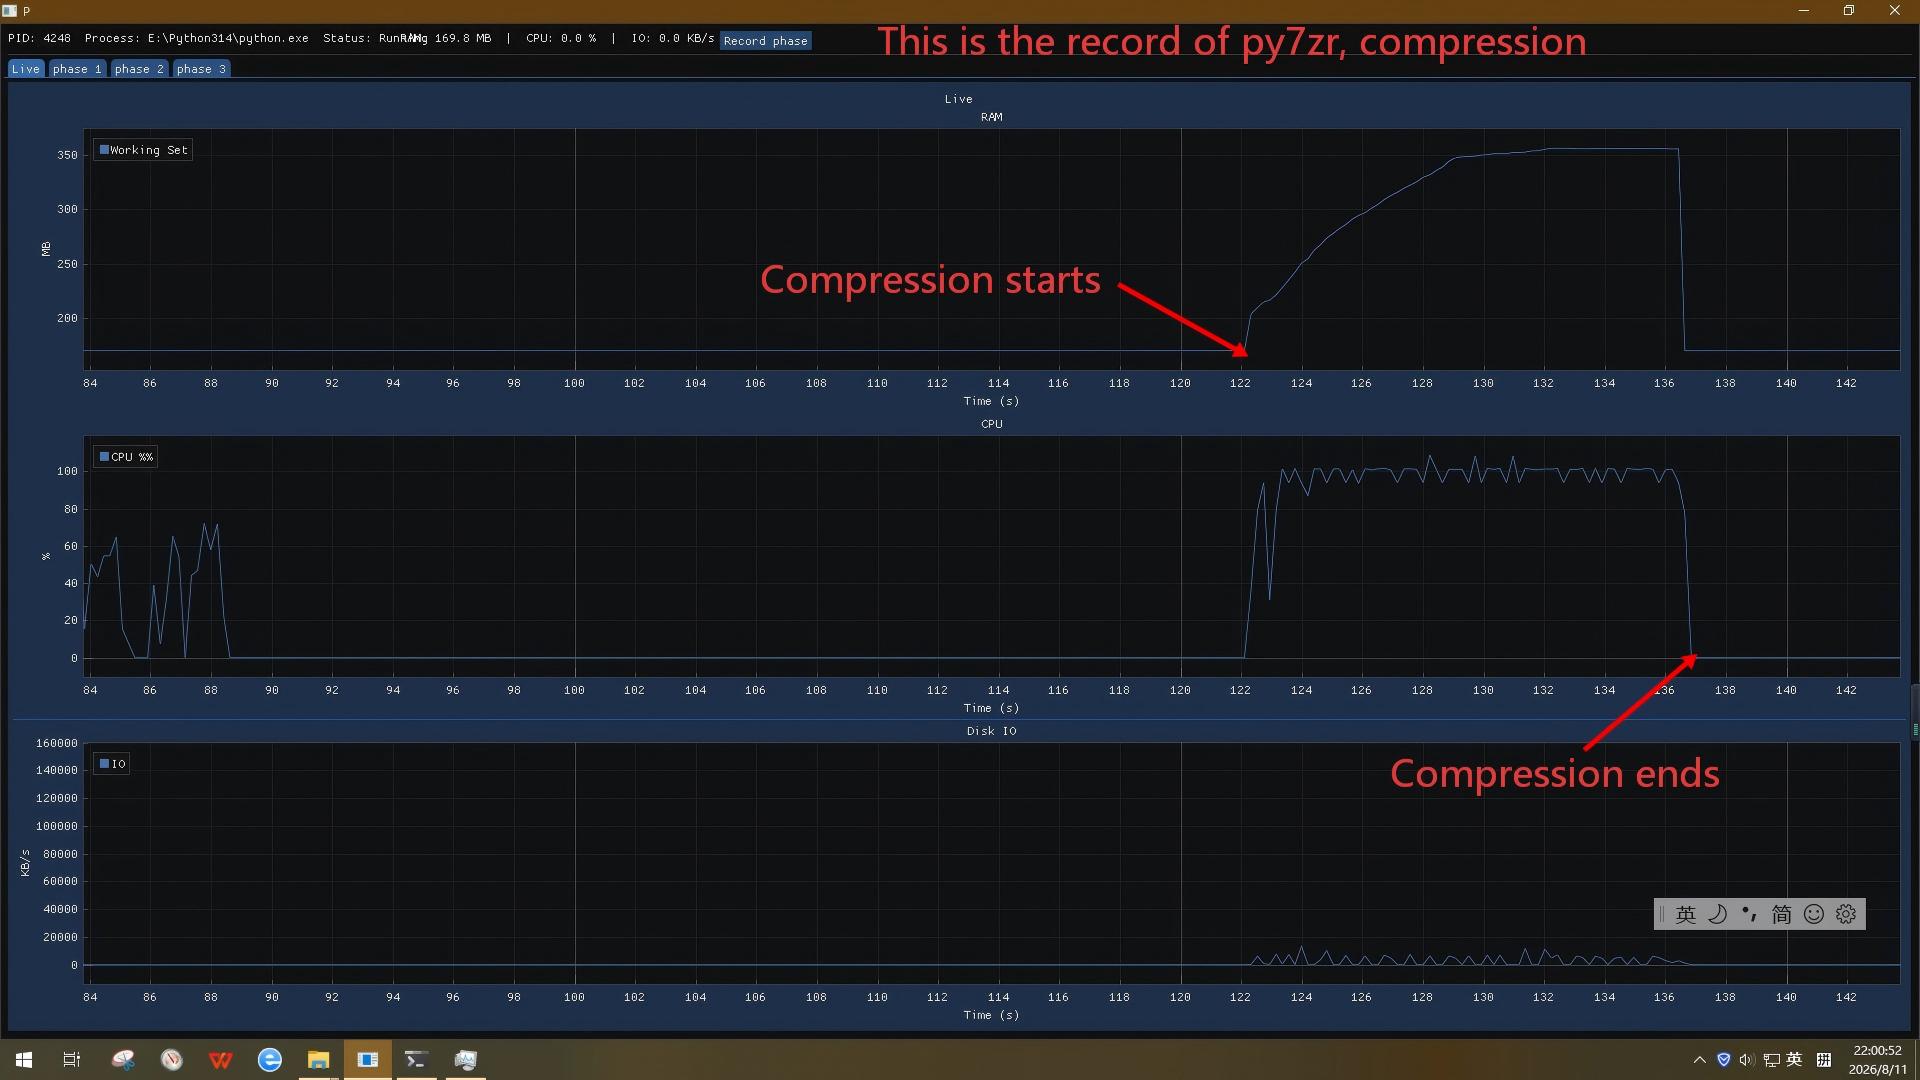 P
PID: 4248 Process: E:\Python314\python.exe Status: Running RAM: 169.8 MB | CPU: 0.0 % | IO: 0.0 KB/s Record phase
This is the record of py7zr, compression
Live phase 1 phase 2 phase 3
Live
RAM
Working Set
350
300
250
200
MB
Compression starts
84 86 88 90 92 94 96 98 100 102 104 106 108 110 112 114 116 118 120 122 124 126 128 130 132 134 136 138 140 142
Time (s)
CPU
CPU %%
100
80
60
40
20
0
%
84 86 88 90 92 94 96 98 100 102 104 106 108 110 112 114 116 118 120 122 124 126 128 130 132 134 136 138 140 142
Time (s)
Compression ends
Disk IO
IO
160000
140000
120000
100000
80000
60000
40000
20000
0
KB/s
英 简
84 86 88 90 92 94 96 98 100 102 104 106 108 110 112 114 116 118 120 122 124 126 128 130 132 134 136 138 140 142
Time (s)
英 拼
22:00:52
2026/8/11